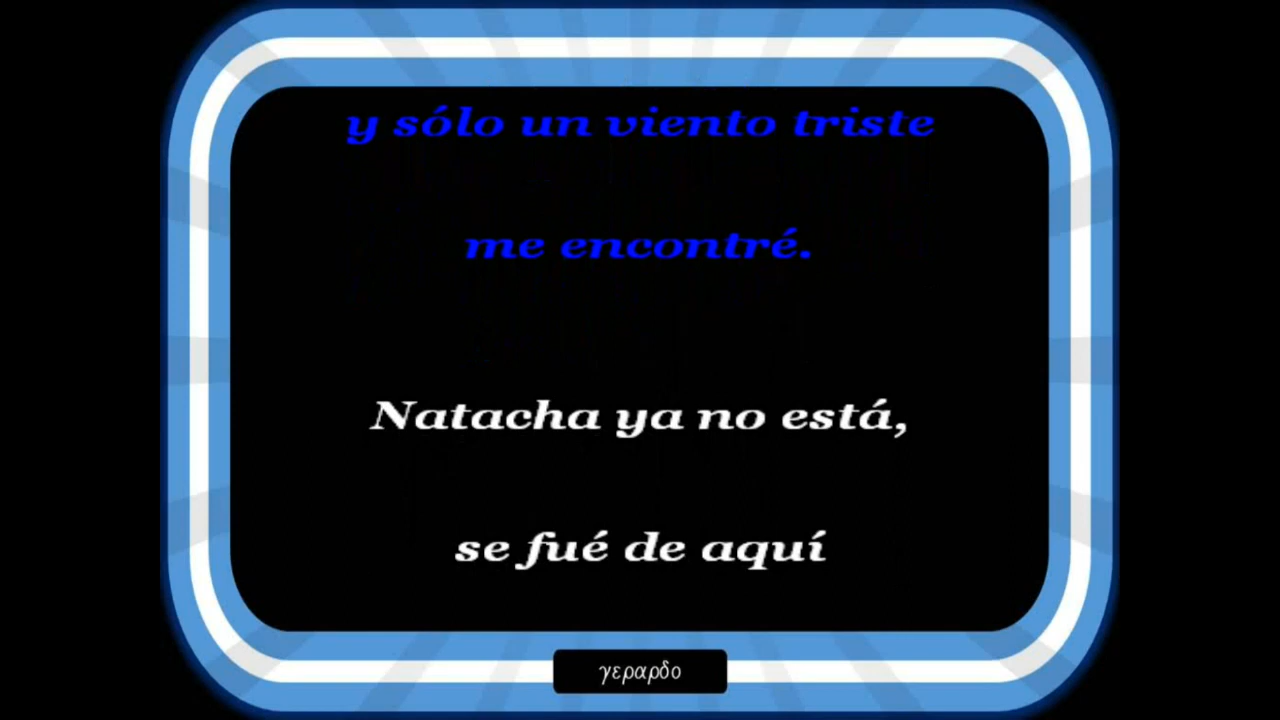 y sólo un viento triste
me encontré.
Natacha ya no está,
se fué de aquí
γεραρδο